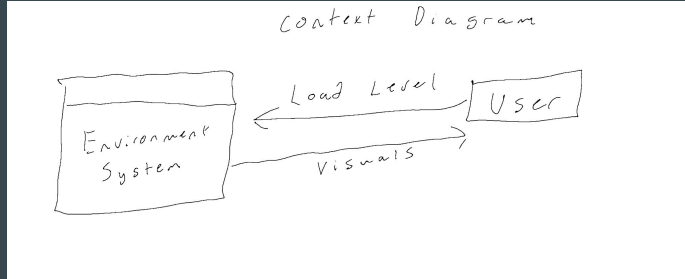 Context Diagram
Load Level
User
Environment
System
Visuals